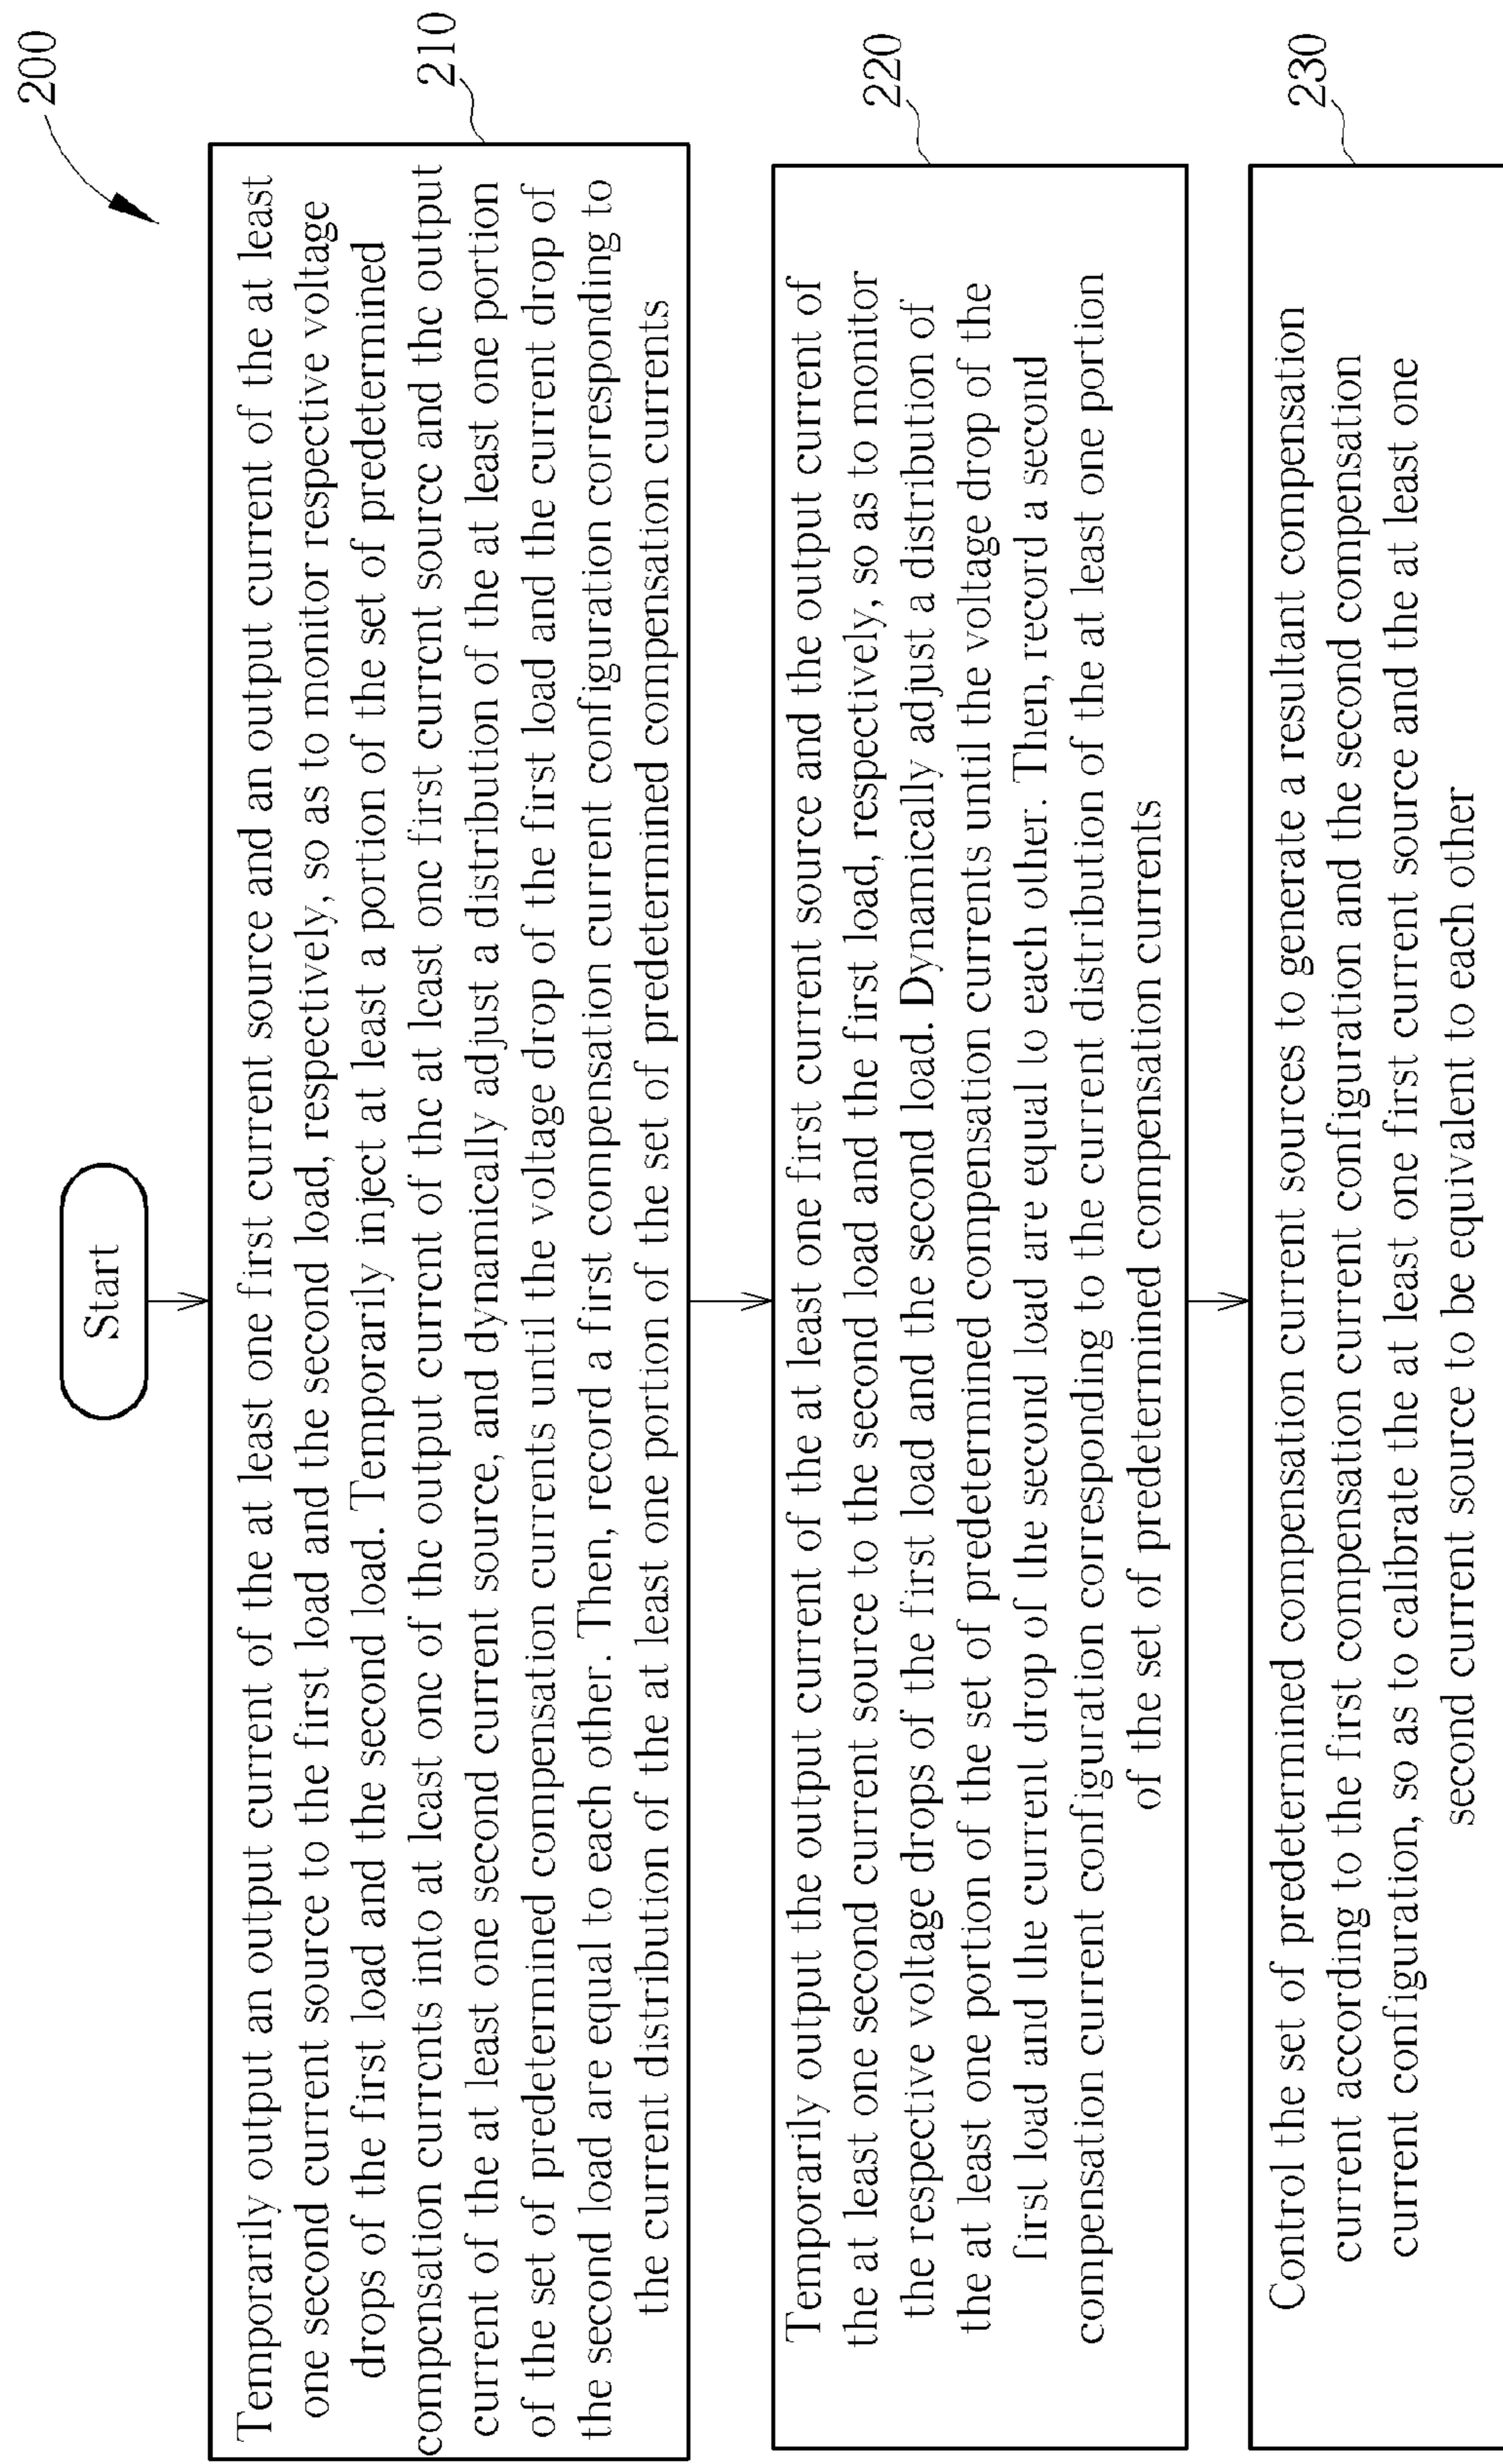 200
Start
210
Temporarily output an output current of the at least one first current source and an output current of the at least
one second current source to the first load and the second load, respectively, so as to monitor respective voltage
drops of the first load and the second load. Temporarily inject at least a portion of the set of predetermined
compensation currents into at least one of the output current of the at least one first current source and the output
current of the at least one second current source, and dynamically adjust a distribution of the at least one portion
of the set of predetermined compensation currents until the voltage drop of the first load and the current drop of
the second load are equal to each other. Then, record a first compensation current configuration corresponding to
the current distribution of the at least one portion of the set of predetermined compensation currents
220
Temporarily output the output current of the at least one first current source and the output current of
the at least one second current source to the second load and the first load, respectively, so as to monitor
the respective voltage drops of the first load and the second load. Dynamically adjust a distribution of
the at least one portion of the set of predetermined compensation currents until the voltage drop of the
first load and the current drop of the second load are equal to each other. Then, record a second
compensation current configuration corresponding to the current distribution of the at least one portion
of the set of predetermined compensation currents
230
Control the set of predetermined compensation current sources to generate a resultant compensation
current according to the first compensation current configuration and the second compensation
current configuration, so as to calibrate the at least one first current source and the at least one
second current source to be equivalent to each other